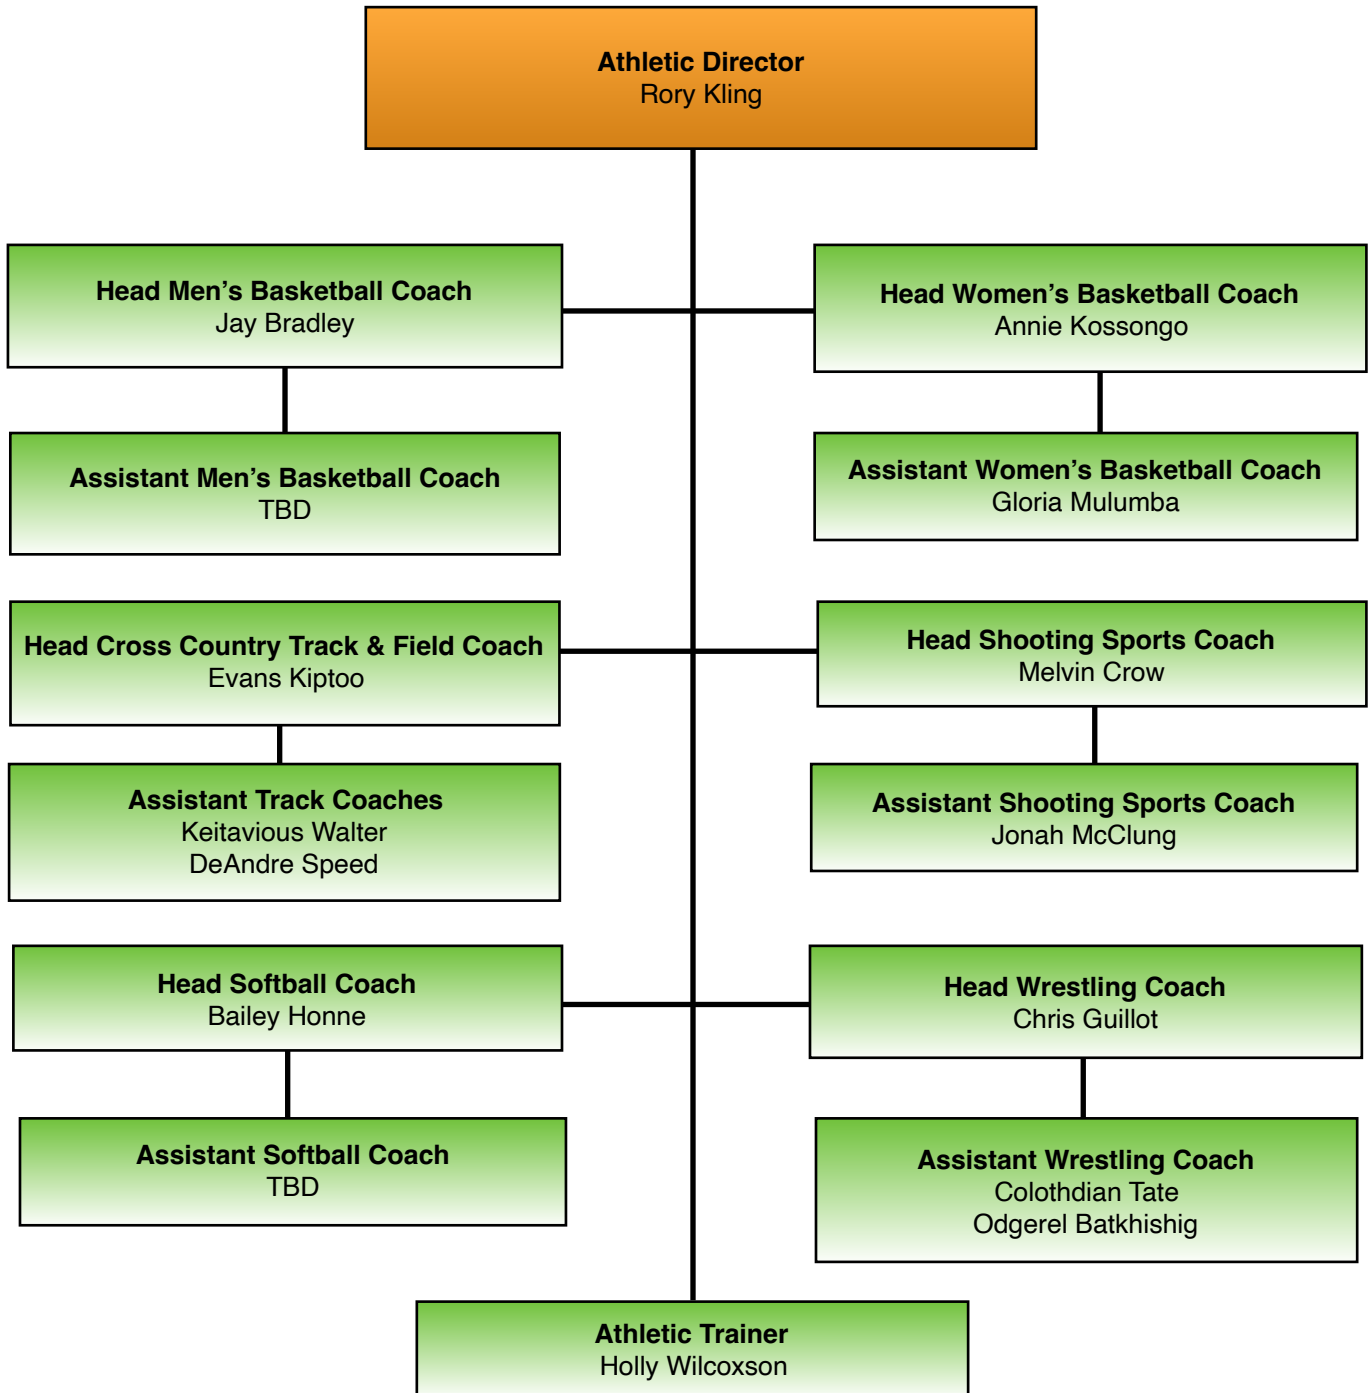 Athletic Director
Rory Kling
Head Men’s Basketball Coach
Jay Bradley
Head Women’s Basketball Coach
Annie Kossongo
Assistant Men’s Basketball Coach
TBD
Assistant Women’s Basketball Coach
Gloria Mulumba
Head Cross Country Track & Field Coach
Evans Kiptoo
Head Shooting Sports Coach
Melvin Crow
Assistant Track Coaches
Keitavious Walter
DeAndre Speed
Assistant Shooting Sports Coach
Jonah McClung
Head Softball Coach
Bailey Honne
Head Wrestling Coach
Chris Guillot
Assistant Softball Coach
TBD
Assistant Wrestling Coach
Colothdian Tate
Odgerel Batkhishig
Athletic Trainer
Holly Wilcoxson